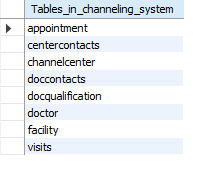 Tables_in_channeling_system
appointment
centercontacts
channelcenter
doccontacts
docqualification
doctor
facility
visits